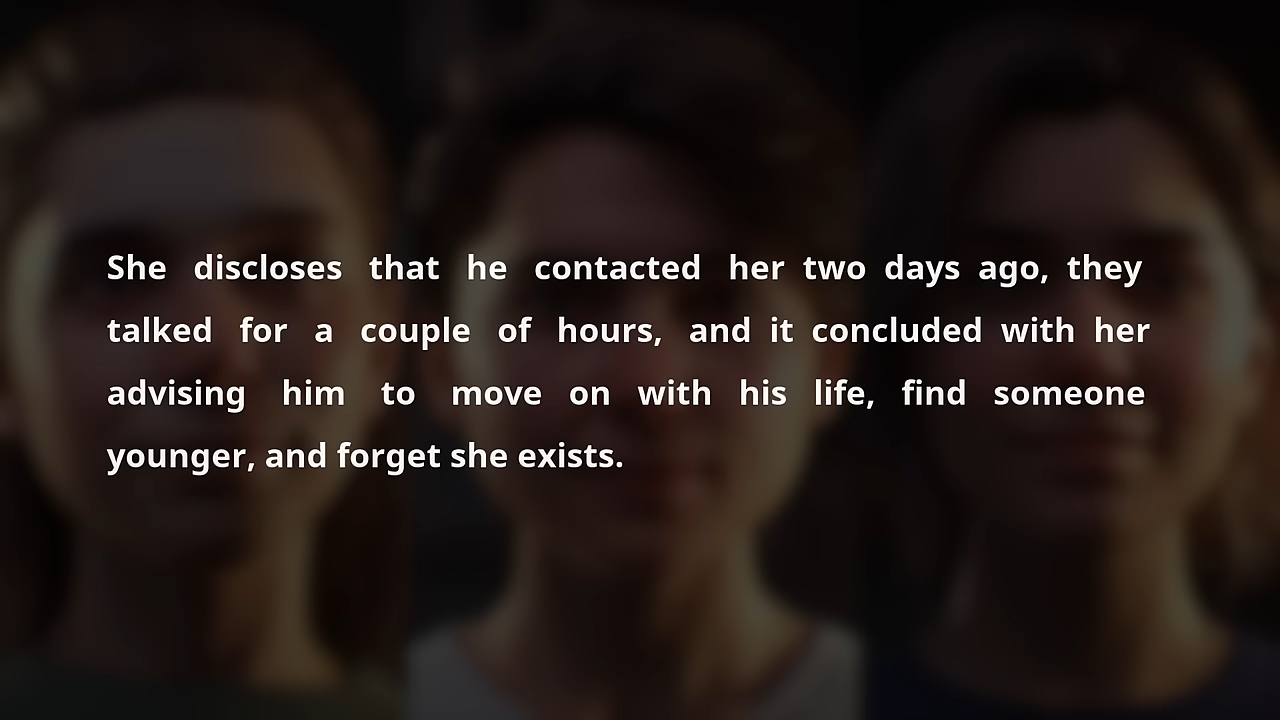 She discloses that he contacted her two days ago, they
talked for a couple of hours, and it concluded with her
advising him to move on with his life, find someone
younger, and forget she exists.